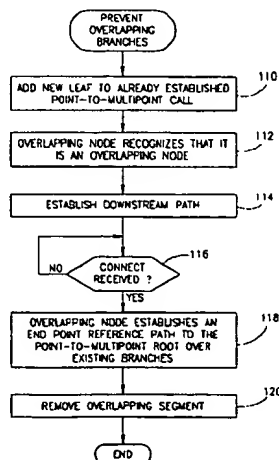 PREVENT
OVERLAPPING
BRANCHES
110
ADD NEW LEAF TO ALREADY ESTABLISHED
POINT-TO-MULTIPOINT CALL
112
OVERLAPPING NODE RECOGNIZES THAT IT
IS AN OVERLAPPING NODE
114
ESTABLISH DOWNSTREAM PATH
116
CONNECT
RECEIVED ?
NO
YES
118
OVERLAPPING NODE ESTABLISHES AN
END POINT REFERENCE PATH TO THE
POINT-TO-MULTIPOINT ROOT OVER
EXISTING BRANCHES
120
REMOVE OVERLAPPING SEGMENT
END